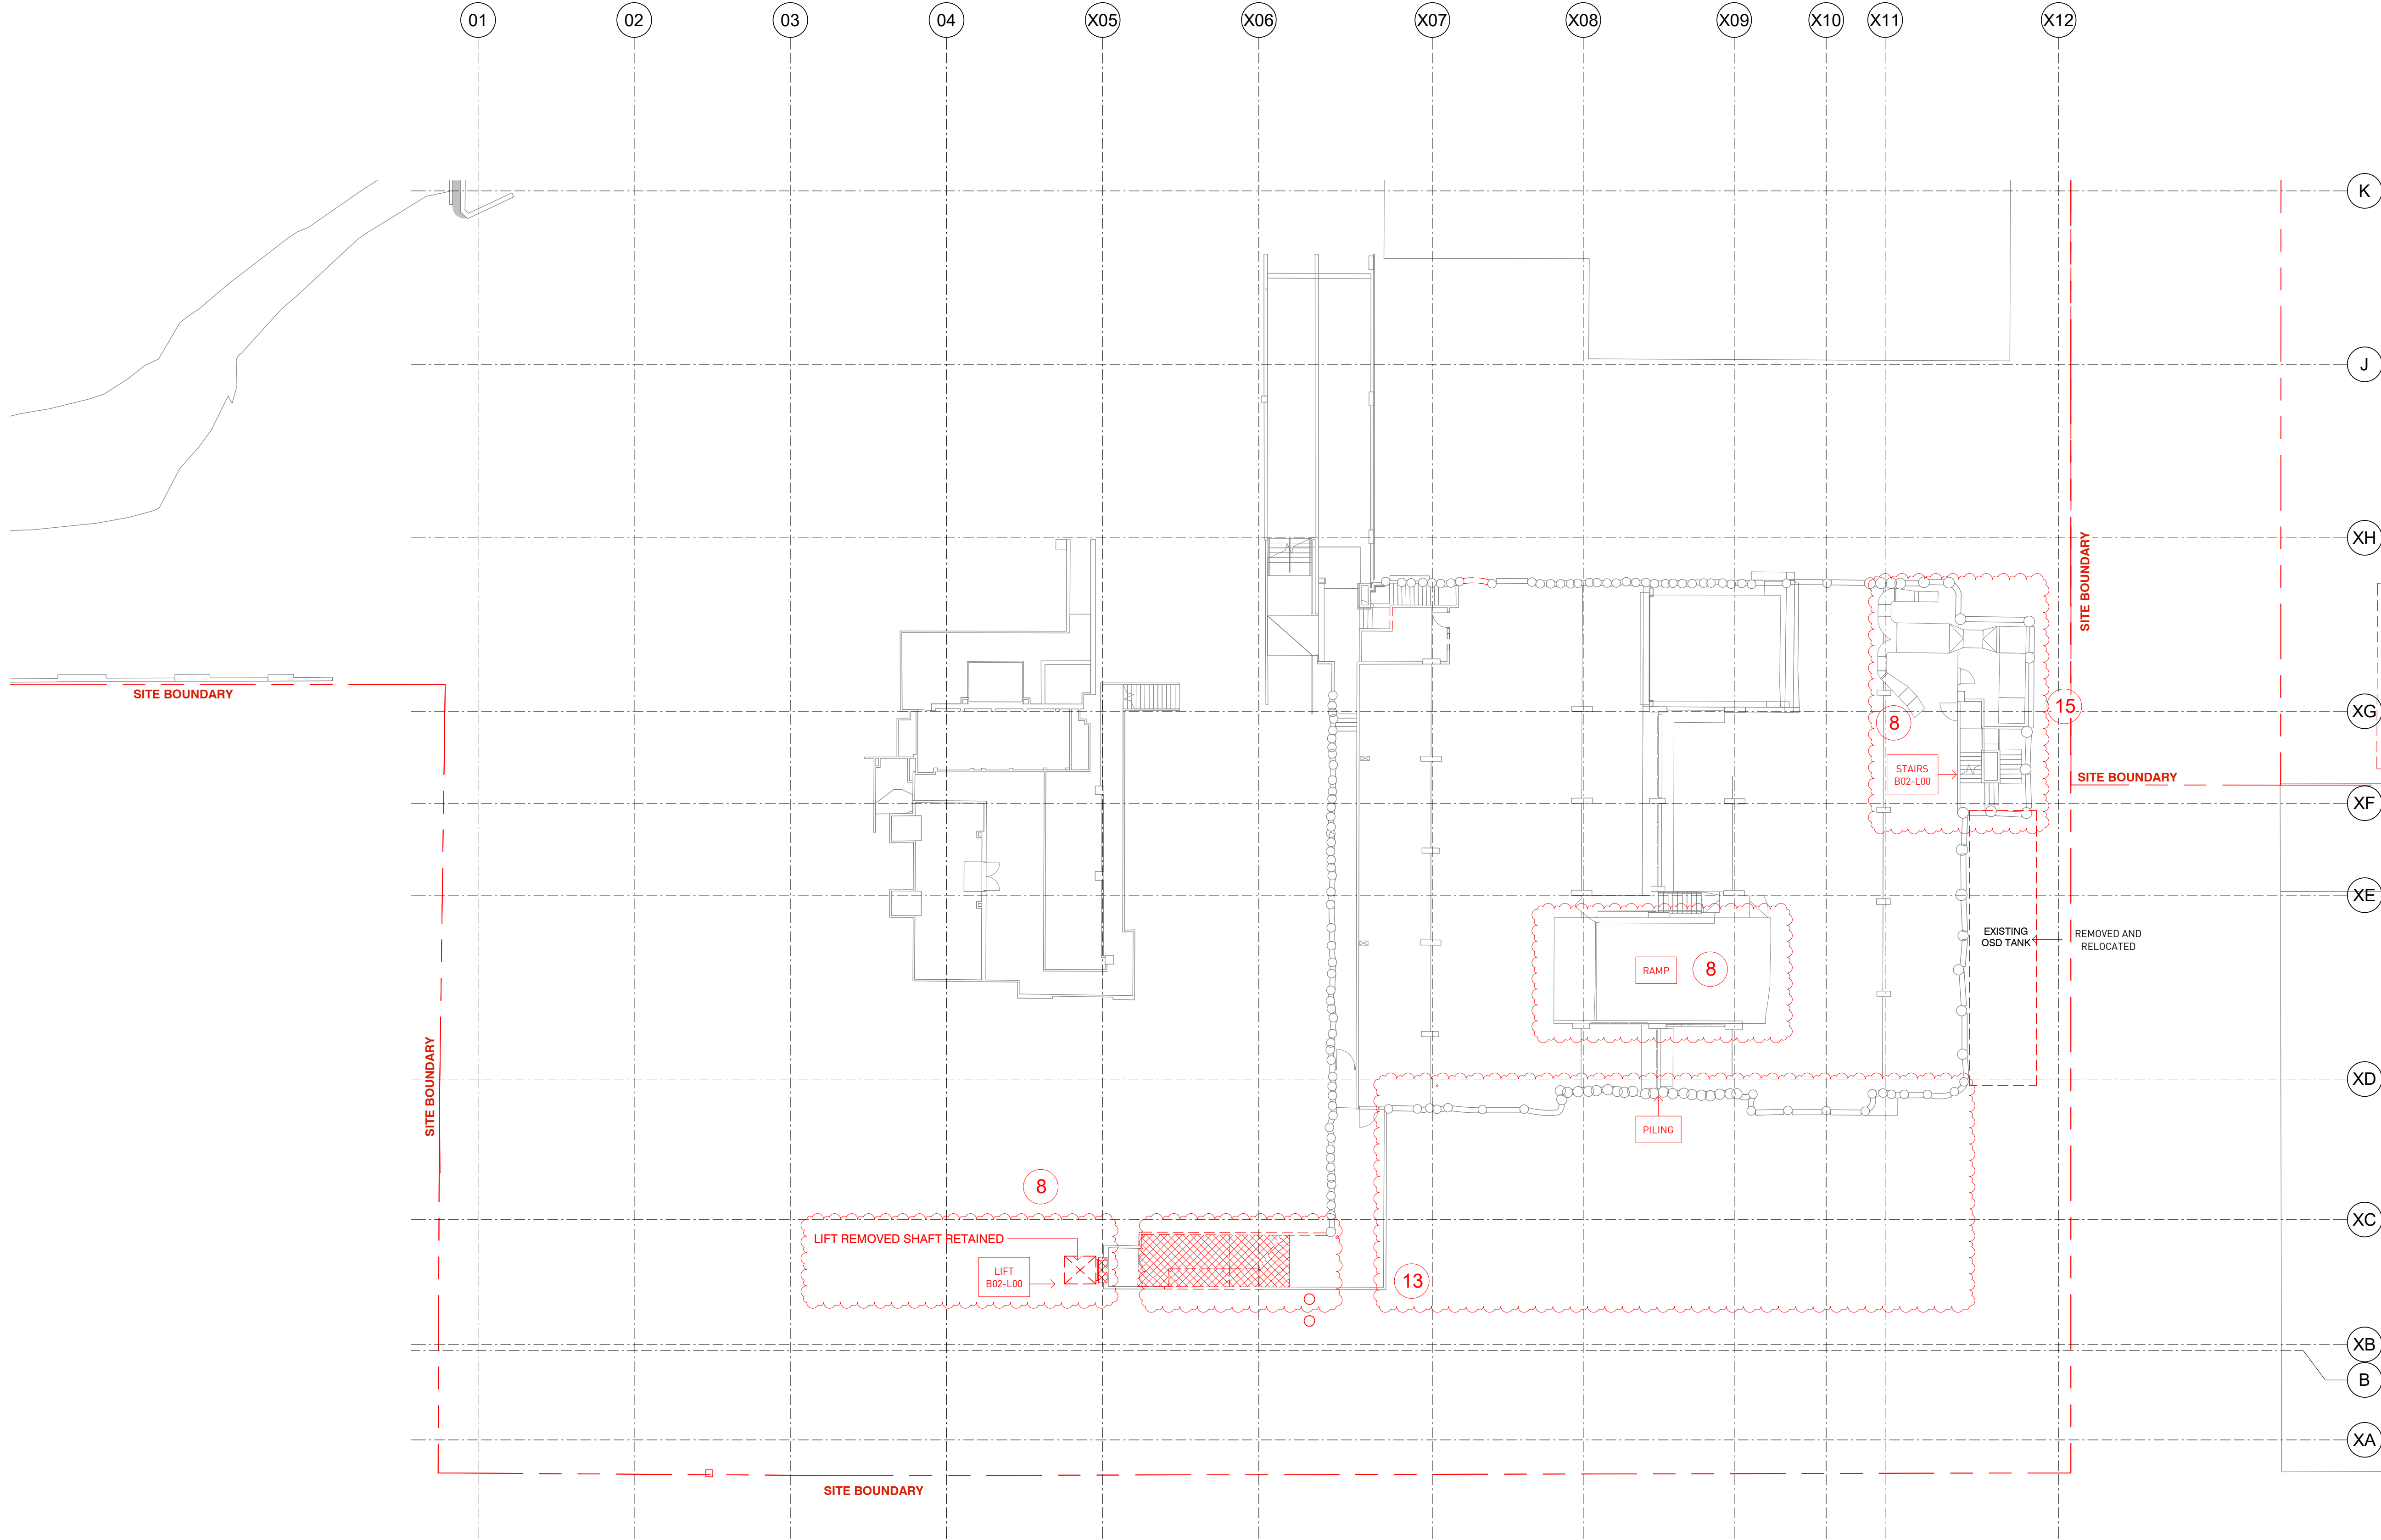 01
02
03
04
X05
X06
X07
X08
X09
X10
X11
X12
K
J
XH
SITE BOUNDARY
SITE BOUNDARY
15
XG
8
STAIRS
B02-L00
SITE BOUNDARY
XF
XE
EXISTING
OSD TANK
REMOVED AND
RELOCATED
RAMP
8
SITE BOUNDARY
XD
PILING
8
XC
LIFT REMOVED SHAFT RETAINED
LIFT
B02-L00
13
XB
B
XA
SITE BOUNDARY